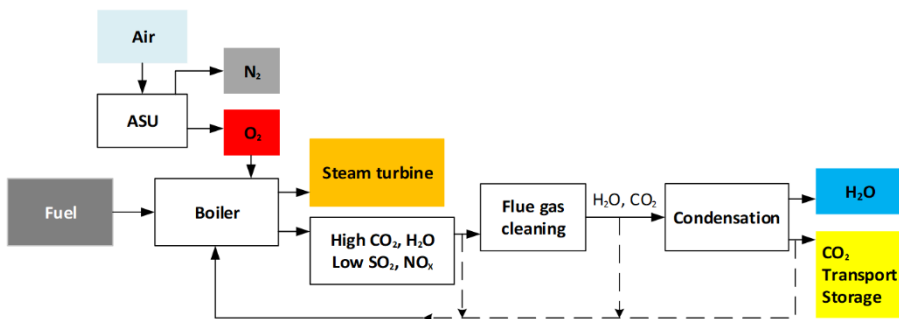 Air
N₂
ASU
O₂
Steam turbine
Fuel
Boiler
High CO₂, H₂O
Low SO₂, NOₓ
Flue gas
cleaning
H₂O, CO₂
Condensation
H₂O
CO₂
Transport
Storage